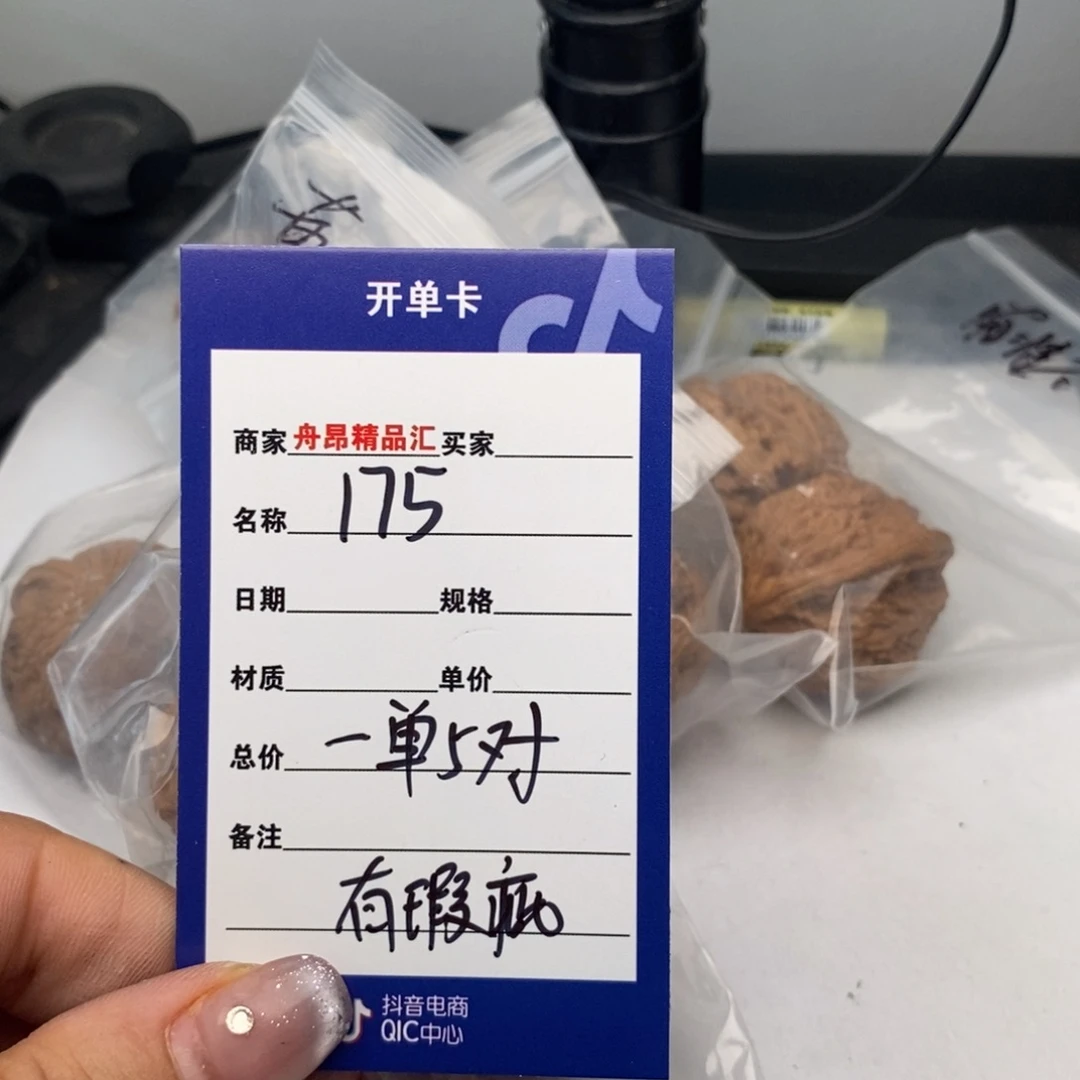 开单卡
商家 舟昂精品汇 买家
名称 175
日期 规格
材质 单价
总价 一单5对
备注
有瑕疵
抖音电商
QIC中心